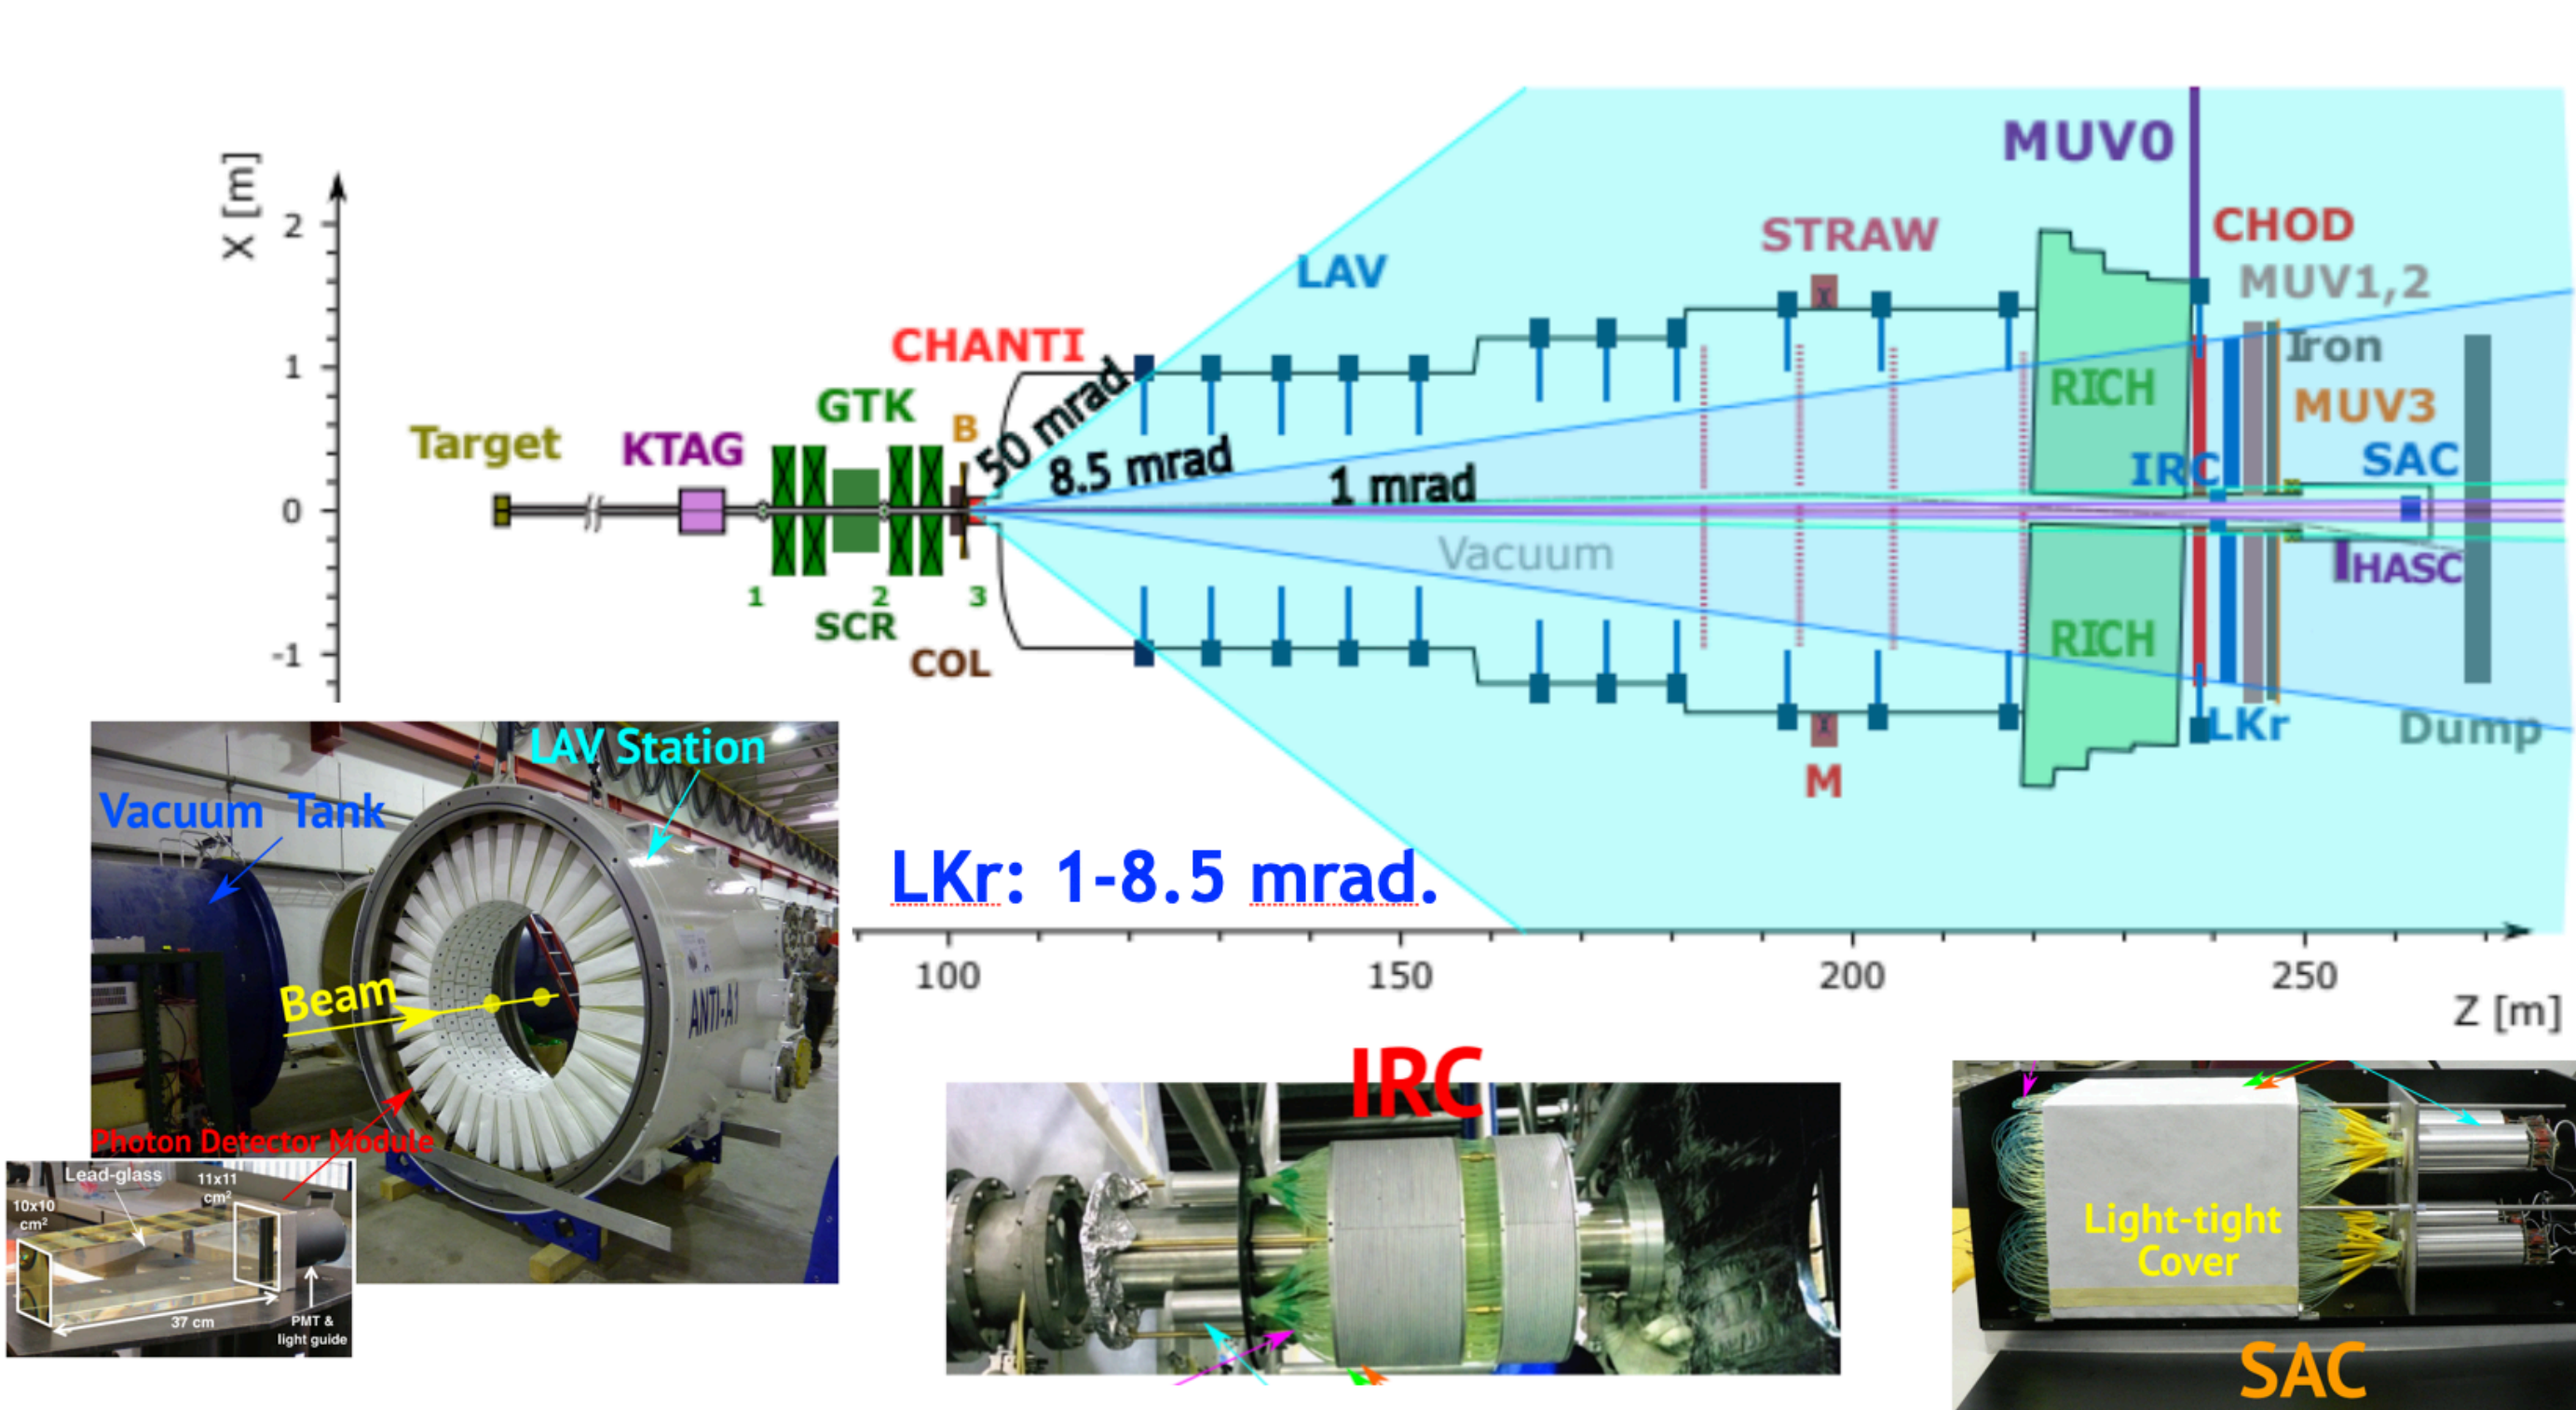 X [m]
2
1
0
-1
Target
KTAG
GTK
1
2
3
SCR
COL
B
CHANTI
50 mrad
8.5 mrad
1 mrad
LAV
Vacuum
STRAW
M
RICH
RICH
MUV0
CHOD
MUV1,2
Iron
MUV3
IRC
SAC
HASC
LKr
Dump
LKr: 1-8.5 mrad.
100
150
200
250
Z [m]
LAV Station
Vacuum Tank
Beam
ANTI-A1
Photon Detector Module
Lead-glass
11x11
cm²
10x10
cm²
37 cm
PMT &
light guide
IRC
Light-tight
Cover
SAC